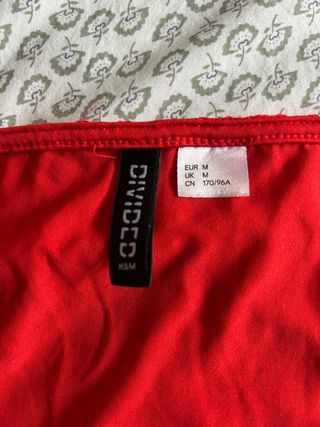 DIVIDED
H&M
EUR M
UK M
CN 170/96A